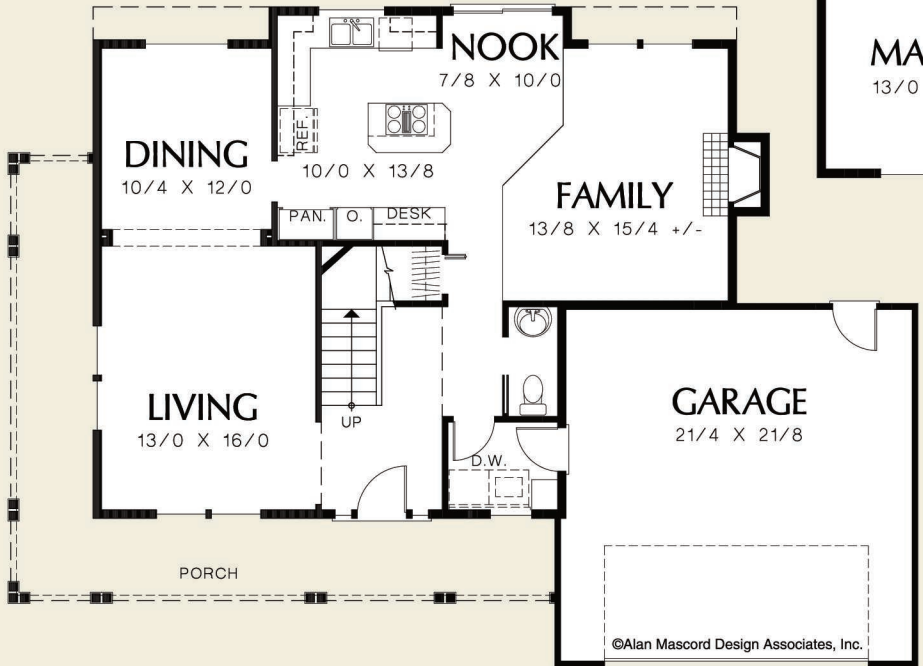 NOOK
7/8 X 10/0
MA
13/0
REF.
DINING
10/4 X 12/0
10/0 X 13/8
FAMILY
13/8 X 15/4 +/-
PAN.
O.
DESK
LIVING
13/0 X 16/0
UP
GARAGE
21/4 X 21/8
D.W.
PORCH
©Alan Mascord Design Associates, Inc.